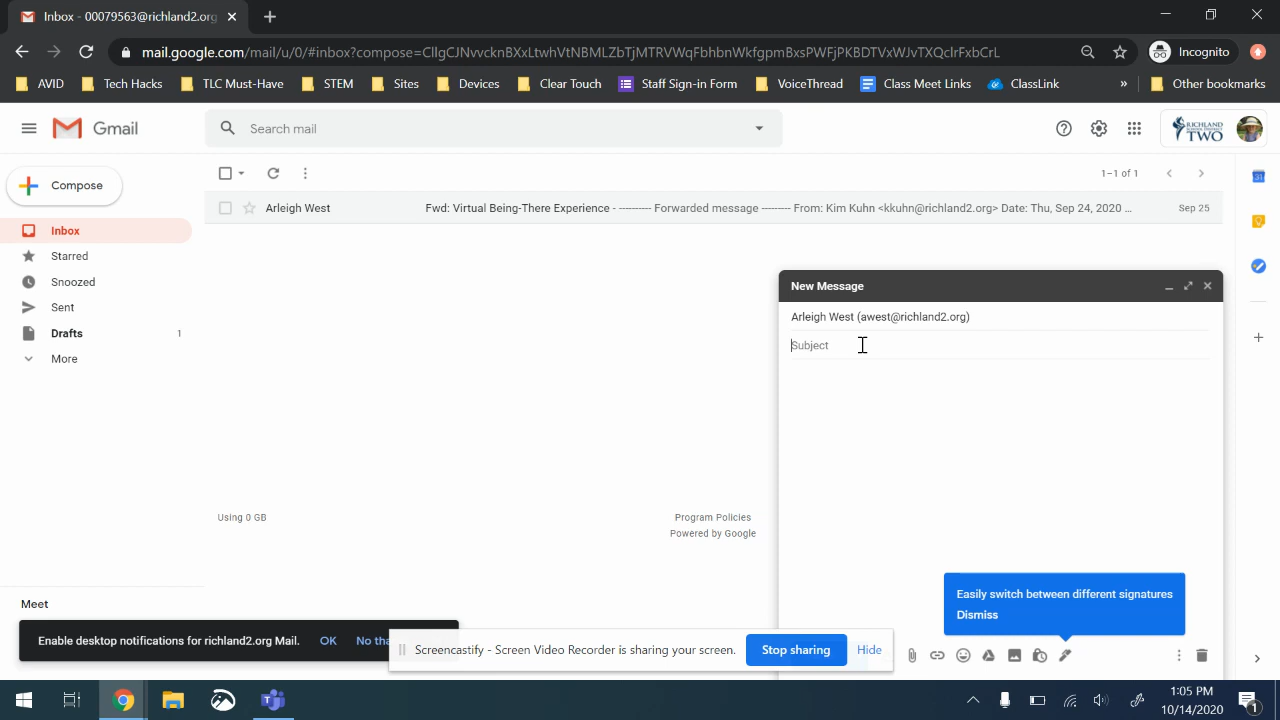 Inbox - 00079563@richland2.org
mail.google.com/mail/u/0/#inbox?compose=CllgCJNvvcknBXxLtwhVtNBMLZbTjMTRVWqFbhbnWkfgpmBxsPWFjPKBDTVxWJvTXQclrFxbCrL
Incognito
AVID Tech Hacks TLC Must-Have STEM Sites Devices Clear Touch Staff Sign-in Form VoiceThread Class Meet Links ClassLink » Other bookmarks
Gmail
Search mail
RICHLAND
SCHOOL DISTRICT
TWO
Compose
1–1 of 1
Arleigh West Fwd: Virtual Being-There Experience - ---------- Forwarded message --------- From: Kim Kuhn <kkuhn@richland2.org> Date: Thu, Sep 24, 2020 ... Sep 25
Inbox
Starred
Snoozed
Sent
Drafts 1
More
New Message
Arleigh West (awest@richland2.org)
Subject
Using 0 GB
Program Policies
Powered by Google
Easily switch between different signatures
Dismiss
Meet
Enable desktop notifications for richland2.org Mail. OK No tha
Screencastify - Screen Video Recorder is sharing your screen. Stop sharing Hide
1:05 PM
10/14/2020
1
31